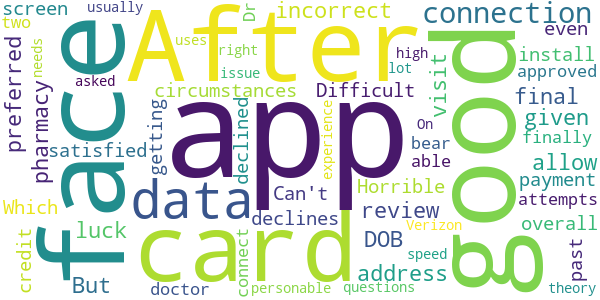 screen usually After Dr incorrect connection
two uses right issue high even
needs asked lot install
preferred face app good
circumstances Difficult visit approved
pharmacy getting declined final
given
satisfied experience On bear finally
able allow
data Can't Horrible payment
Which declines review attempts
luck card DOB Verizon overall
credit connect speed address past
But doctor personable questions theory